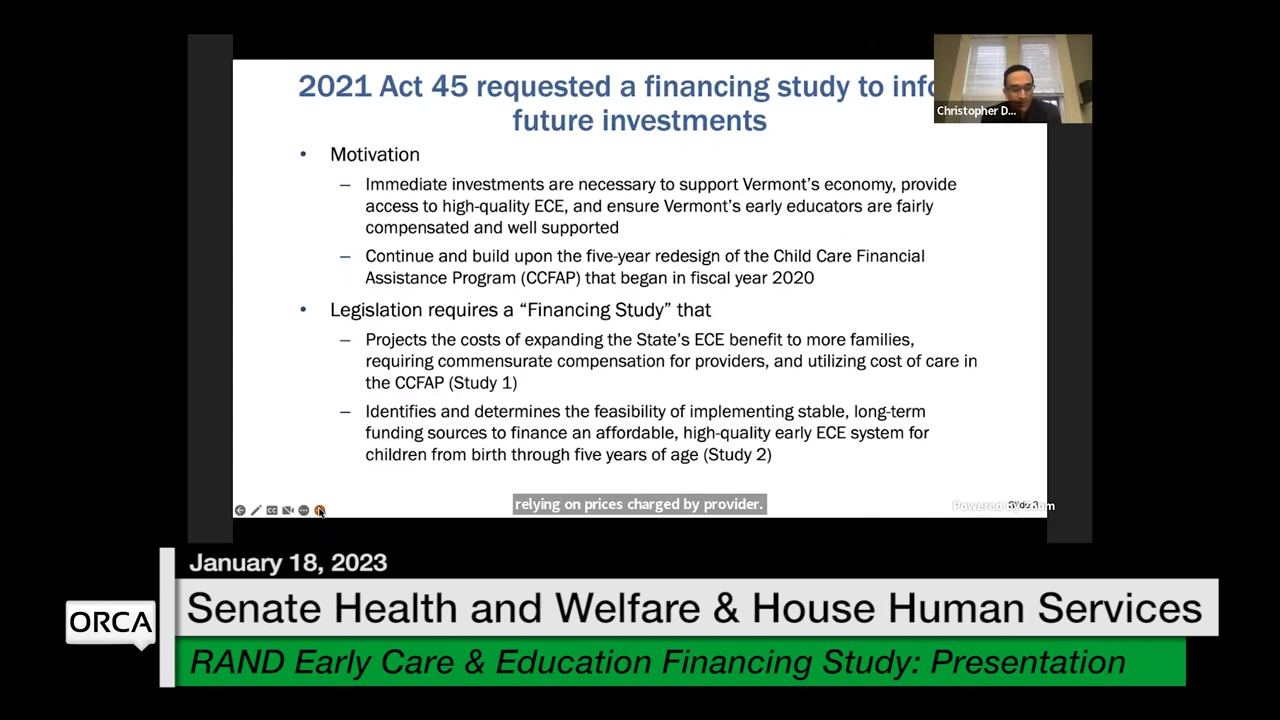 2021 Act 45 requested a financing study to info
future investments
Christopher D...
• Motivation
– Immediate investments are necessary to support Vermont's economy, provide
access to high-quality ECE, and ensure Vermont's early educators are fairly
compensated and well supported
– Continue and build upon the five-year redesign of the Child Care Financial
Assistance Program (CCFAP) that began in fiscal year 2020
• Legislation requires a “Financing Study” that
– Projects the costs of expanding the State's ECE benefit to more families,
requiring commensurate compensation for providers, and utilizing cost of care in
the CCFAP (Study 1)
– Identifies and determines the feasibility of implementing stable, long-term
funding sources to finance an affordable, high-quality early ECE system for
children from birth through five years of age (Study 2)
relying on prices charged by provider.
Powered by Zoom
January 18, 2023
ORCA
Senate Health and Welfare & House Human Services
RAND Early Care & Education Financing Study: Presentation